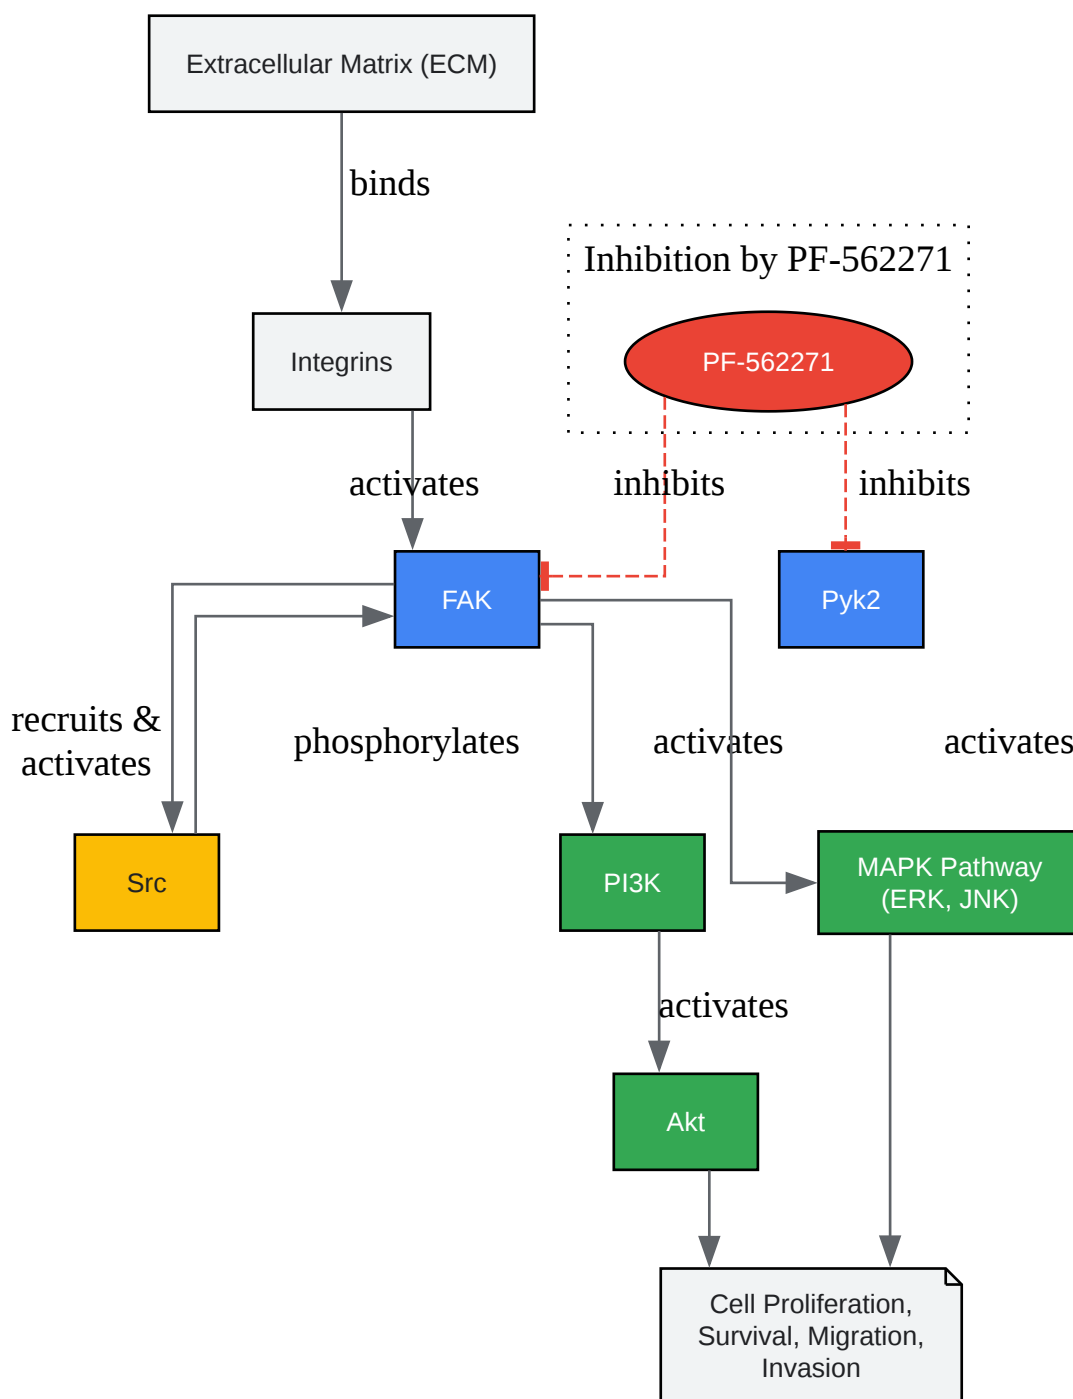 Extracellular Matrix (ECM)
binds
Inhibition by PF-562271
PF-562271
Integrins
activates
inhibits
inhibits
FAK
Pyk2
recruits &
activates
phosphorylates
activates
activates
Src
PI3K
MAPK Pathway
(ERK, JNK)
activates
Akt
Cell Proliferation,
Survival, Migration,
Invasion